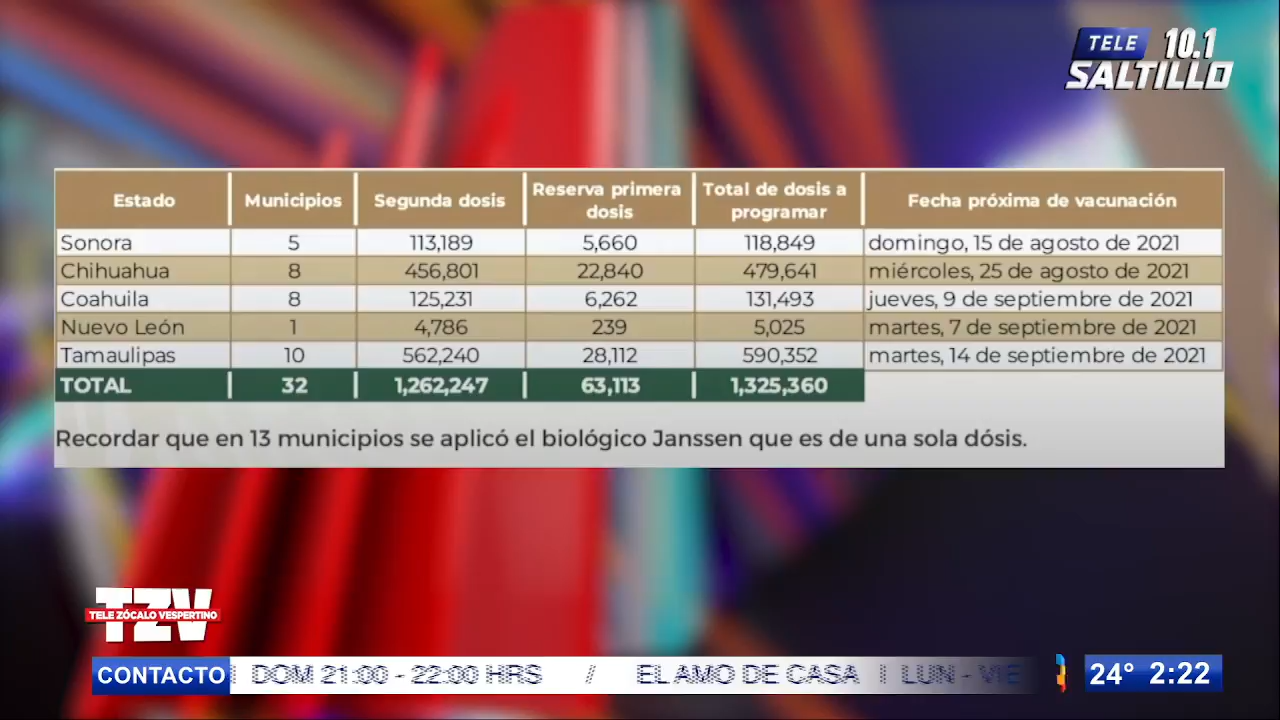 TELE 10.1
SALTILLO
Estado Municipios Segunda dosis Reserva primera dosis Total de dosis a programar Fecha próxima de vacunación
Sonora 5 113,189 5,660 118,849 domingo, 15 de agosto de 2021
Chihuahua 8 456,801 22,840 479,641 miércoles, 25 de agosto de 2021
Coahuila 8 125,231 6,262 131,493 jueves, 9 de septiembre de 2021
Nuevo León 1 4,786 239 5,025 martes, 7 de septiembre de 2021
Tamaulipas 10 562,240 28,112 590,352 martes, 14 de septiembre de 2021
TOTAL 32 1,262,247 63,113 1,325,360
Recordar que en 13 municipios se aplicó el biológico Janssen que es de una sola dósis.
TZV
TELE ZÓCALO VESPERTINO
CONTACTO DOM 21:00 - 22:00 HRS / EL AMO DE CASA | LUN - VIE 24° 2:22